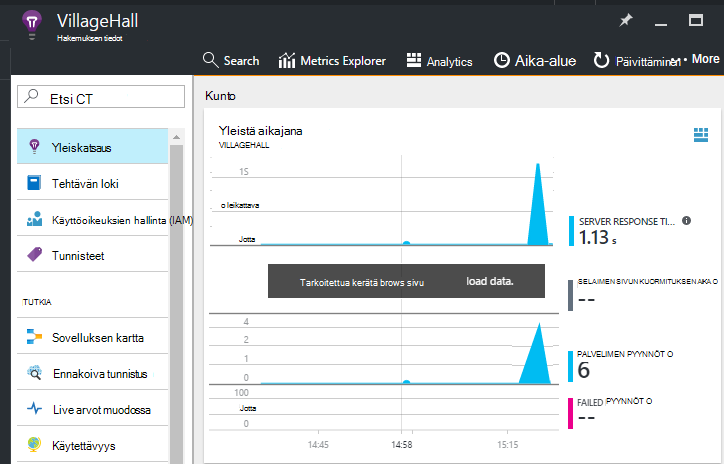 VillageHall
Hakemuksen tiedot
Search
Metrics Explorer
Analytics
Aika-alue
Päivittäminen
More
Etsi CT
Yleiskatsaus
Tehtävän loki
Käyttöoikeuksien hallinta (IAM)
Tunnisteet
TUTKIA
Sovelluksen kartta
Ennakoiva tunnistus
Live arvot muodossa
Käytettävyys
Kunto
Yleistä aikajana
VILLAGEHALL
1S
o leikattava
Jotta
Tarkoitettua kerätä brows sivu load data.
4
2
1
0
100
Jotta
0
14:45 14:58 15:15
SERVER RESPONSE TI...
1.13 s
SELAIMEN SIVUN KUORMITUKSEN AIKA O
--
PALVELIMEN PYYNNÖT O
6
FAILED PYYNNÖT O
--